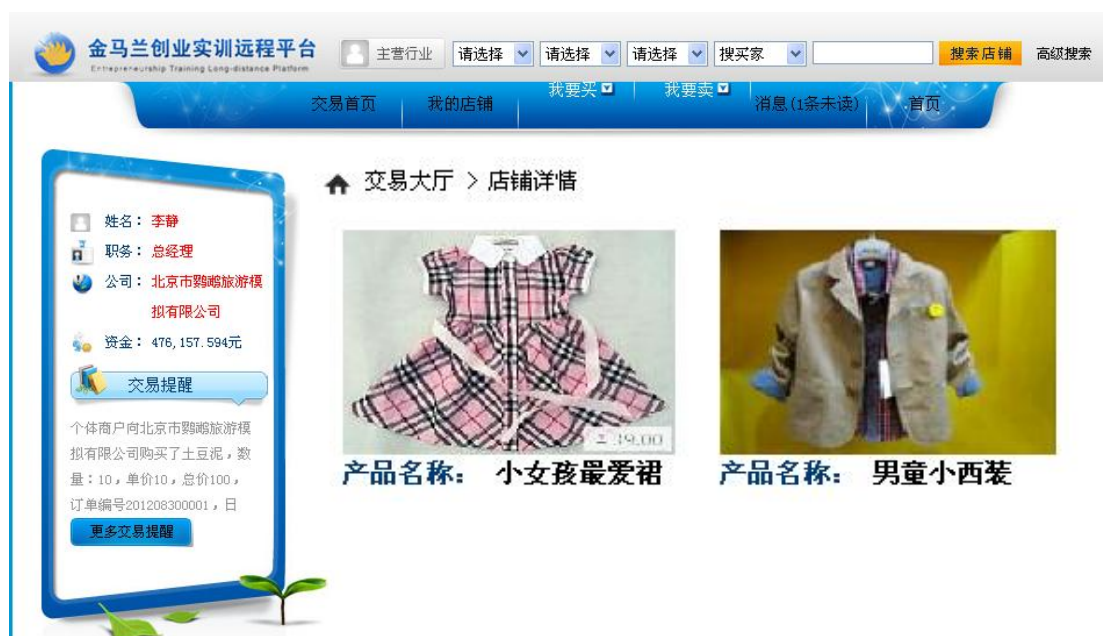 金马兰创业实训远程平台
Entrepreneurship Training Long-distance Platform
主营行业 请选择 请选择 请选择 搜买家 搜索店铺 高级搜索
交易首页 我的店铺 我要买 我要卖 消息(1条未读) 首页
交易大厅 > 店铺详情
姓名: 李静
职务: 总经理
公司: 北京市鹦鹉旅游模
拟有限公司
资金: 476,157.594元
交易提醒
个体商户向北京市鹦鹉旅游模
拟有限公司购买了土豆泥,数
量:10,单价10,总价100,
订单编号201208300001,日
更多交易提醒
39.00
产品名称: 小女孩最爱裙
产品名称: 男童小西装